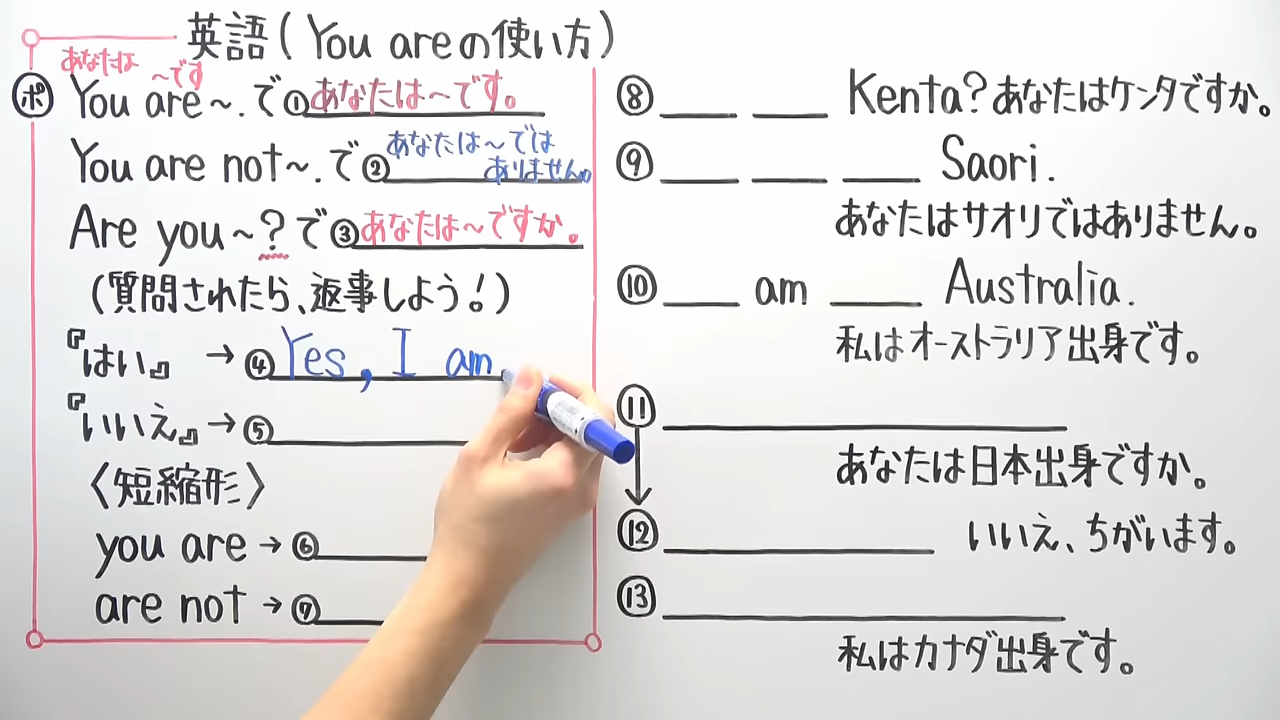 英語(You areの使い方)
あなたは ~です
ポ You are~.で①あなたは~です。
You are not~.で②あなたは~では
ありません。
Are you~?で③あなたは~ですか。
(質問されたら、返事しよう!)
『はい』→④Yes, I am.
『いいえ』→⑤
〈短縮形〉
you are→⑥
are not→⑦
⑧ Kenta?あなたはケンタですか。
⑨ Saori.
あなたはサオリではありません。
⑩ am Australia.
私はオーストラリア出身です。
⑪
あなたは日本出身ですか。
⑫ いいえ、ちがいます。
⑬
私はカナダ出身です。